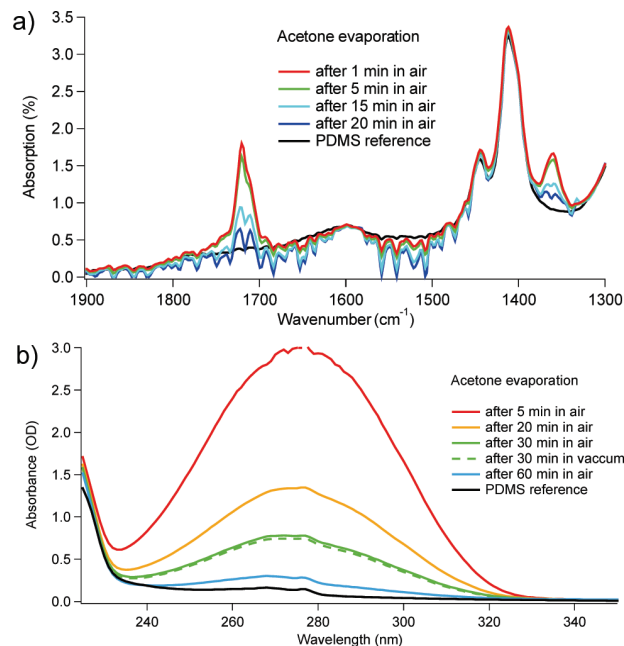 a)
3.5
3.0
2.5
2.0
1.5
1.0
0.5
0.0
Absorption (%)
Acetone evaporation
after 1 min in air
after 5 min in air
after 15 min in air
after 20 min in air
PDMS reference
1900
1800
1700
1600
1500
1400
1300
Wavenumber (cm⁻¹)
b)
3.0
2.5
2.0
1.5
1.0
0.5
0.0
Absorbance (OD)
Acetone evaporation
after 5 min in air
after 20 min in air
after 30 min in air
after 30 min in vaccum
after 60 min in air
PDMS reference
240
260
280
300
320
340
Wavelength (nm)